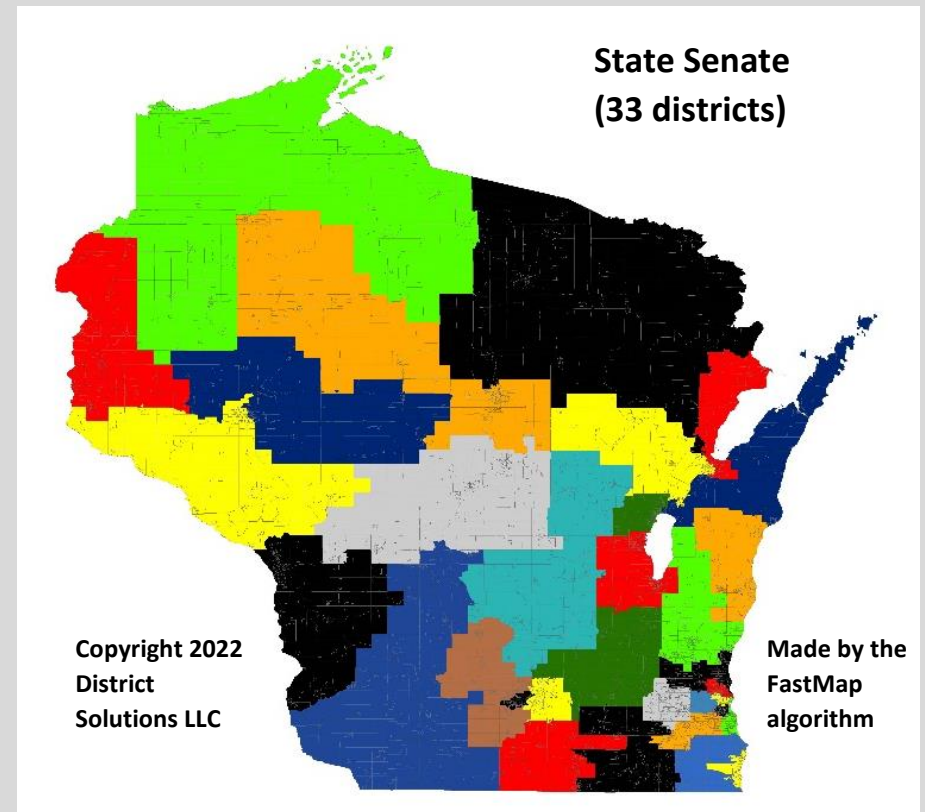 State Senate
(33 districts)
Copyright 2022
District
Solutions LLC
Made by the
FastMap
algorithm